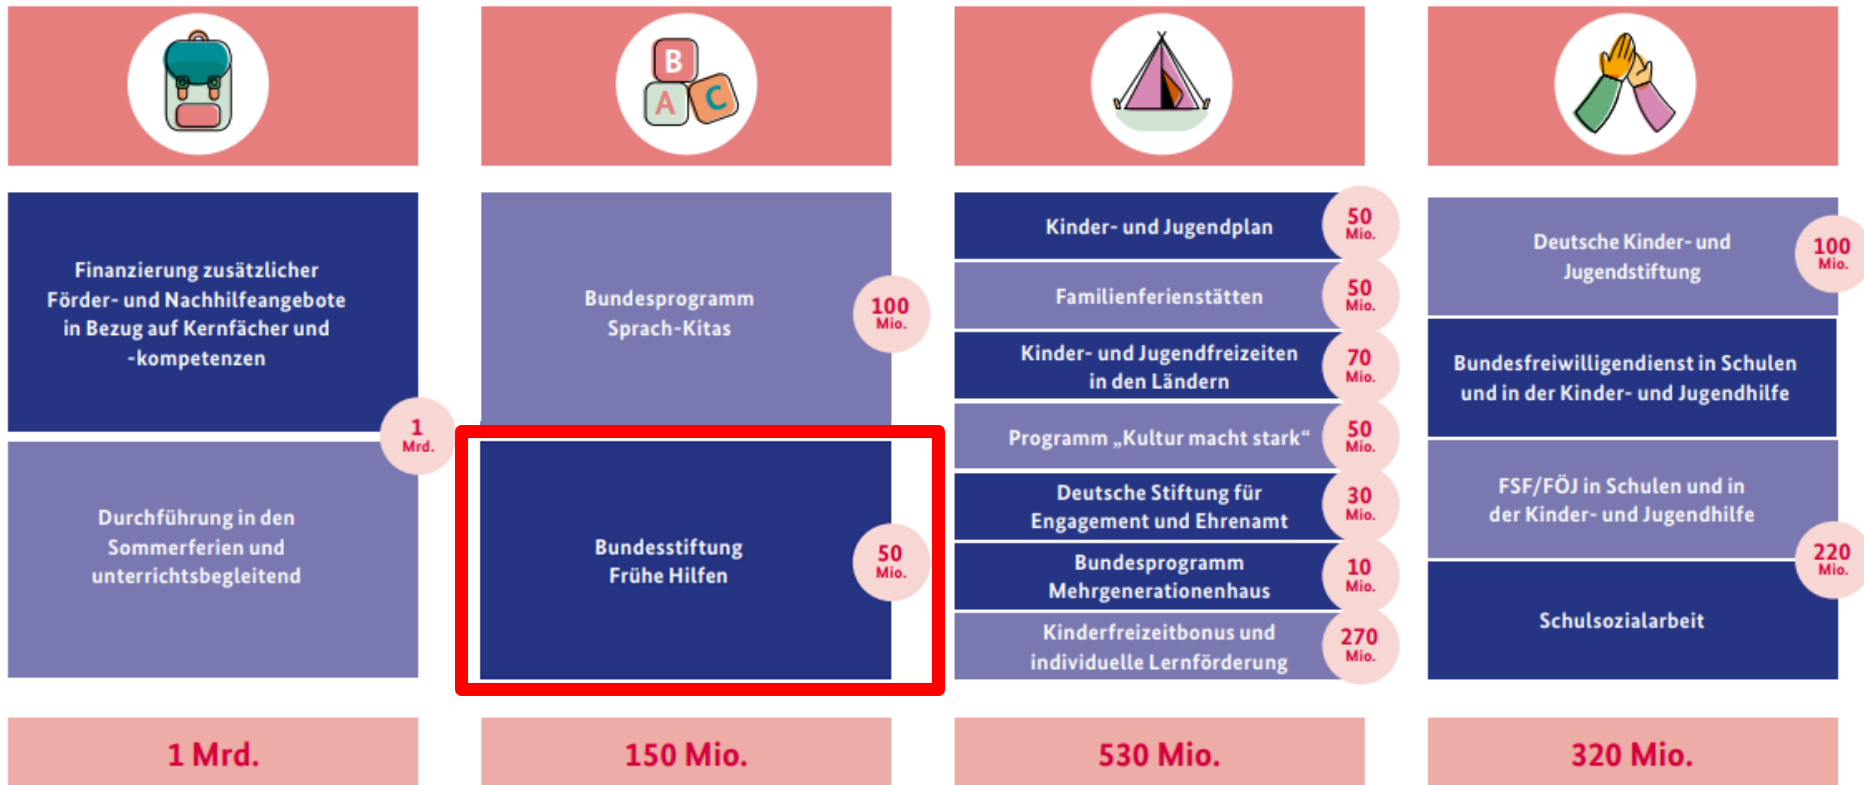 B
A
C
Finanzierung zusätzlicher
Förder- und Nachhilfeangebote
in Bezug auf Kernfächer und
-kompetenzen
1
Mrd.
Durchführung in den
Sommerferien und
unterrichtsbegleitend
1 Mrd.
Bundesprogramm
Sprach-Kitas
100
Mio.
Bundesstiftung
Frühe Hilfen
50
Mio.
150 Mio.
Kinder- und Jugendplan
50
Mio.
Familienferienstätten
50
Mio.
Kinder- und Jugendfreizeiten
in den Ländern
70
Mio.
Programm „Kultur macht stark“
50
Mio.
Deutsche Stiftung für
Engagement und Ehrenamt
30
Mio.
Bundesprogramm
Mehrgenerationenhaus
10
Mio.
Kinderfreizeitbonus und
individuelle Lernförderung
270
Mio.
530 Mio.
Deutsche Kinder- und
Jugendstiftung
100
Mio.
Bundesfreiwilligendienst in Schulen
und in der Kinder- und Jugendhilfe
FSF/FÖJ in Schulen und in
der Kinder- und Jugendhilfe
220
Mio.
Schulsozialarbeit
320 Mio.